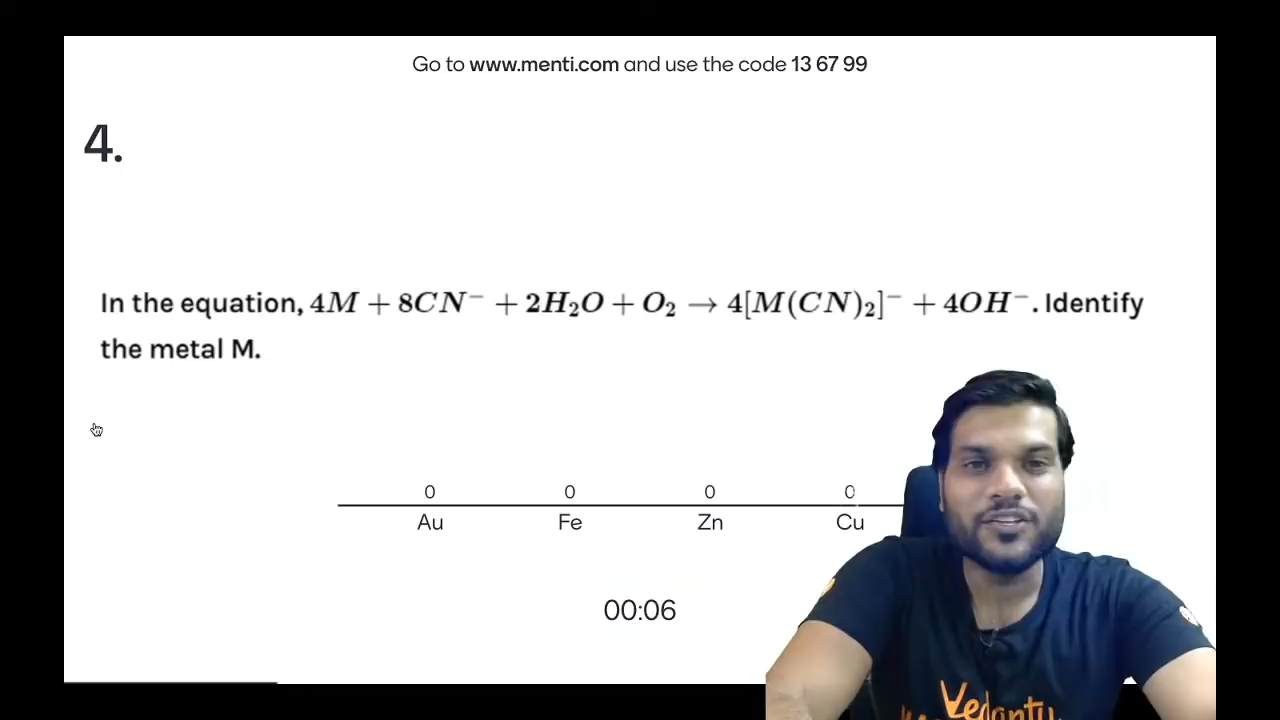 Go to www.menti.com and use the code 13 67 99
4.
In the equation, 4M + 8CN⁻ + 2H₂O + O₂ → 4[M(CN)₂]⁻ + 4OH⁻. Identify
the metal M.
0 0 0 0
Au Fe Zn Cu
00:06
Vedantu